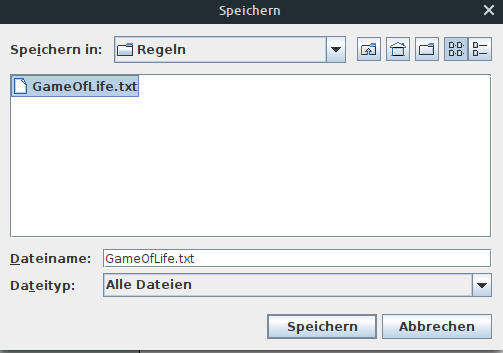 Speichern
Speichern in: Regeln
GameOfLife.txt
Dateiname: GameOfLife.txt
Dateityp: Alle Dateien
Speichern Abbrechen